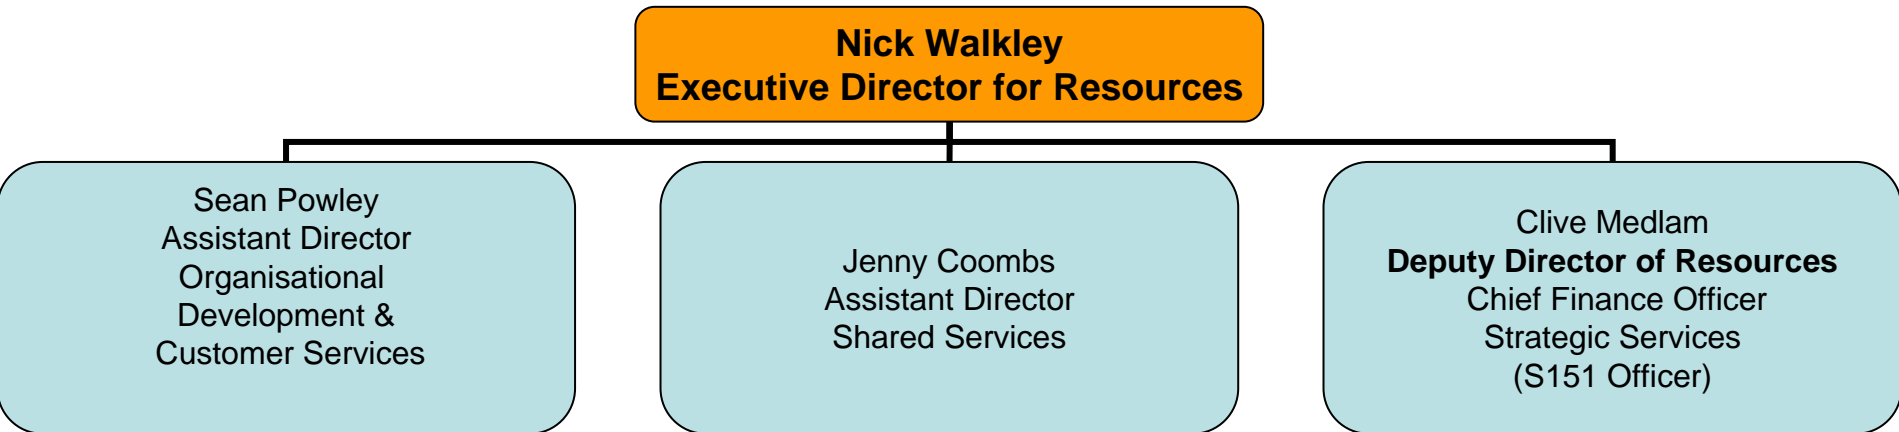 Nick Walkley
Executive Director for Resources
Sean Powley
Assistant Director
Organisational
Development &
Customer Services
Jenny Coombs
Assistant Director
Shared Services
Clive Medlam
Deputy Director of Resources
Chief Finance Officer
Strategic Services
(S151 Officer)